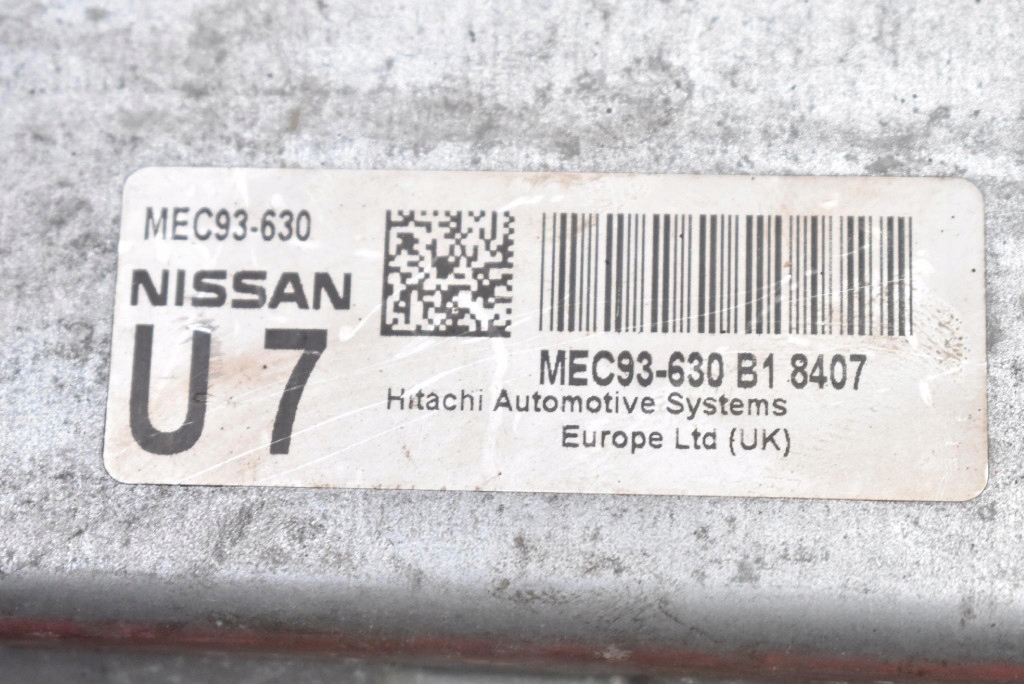 MEC93-630
NISSAN
U 7
MEC93-630 B1 8407
Hitachi Automotive Systems
Europe Ltd (UK)